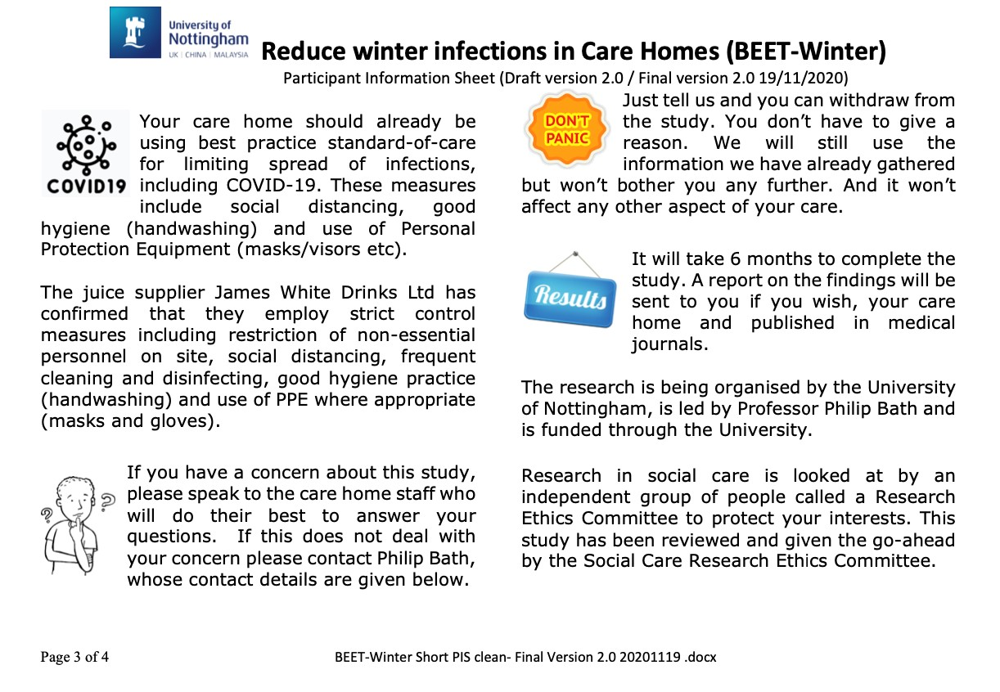 University of
Nottingham
UK | CHINA | MALAYSIA
Reduce winter infections in Care Homes (BEET-Winter)
Participant Information Sheet (Draft version 2.0 / Final version 2.0 19/11/2020)
COVID19
Your care home should already be
using best practice standard-of-care
for limiting spread of infections,
including COVID-19. These measures
include social distancing, good
hygiene (handwashing) and use of Personal
Protection Equipment (masks/visors etc).
The juice supplier James White Drinks Ltd has
confirmed that they employ strict control
measures including restriction of non-essential
personnel on site, social distancing, frequent
cleaning and disinfecting, good hygiene practice
(handwashing) and use of PPE where appropriate
(masks and gloves).
? ?
If you have a concern about this study,
please speak to the care home staff who
will do their best to answer your
questions.  If this does not deal with
your concern please contact Philip Bath,
whose contact details are given below.
DON'T
PANIC
Just tell us and you can withdraw from
the study. You don’t have to give a
reason. We will still use the
information we have already gathered
but won’t bother you any further. And it won’t
affect any other aspect of your care.
Results
It will take 6 months to complete the
study. A report on the findings will be
sent to you if you wish, your care
home and published in medical
journals.
The research is being organised by the University
of Nottingham, is led by Professor Philip Bath and
is funded through the University.
Research in social care is looked at by an
independent group of people called a Research
Ethics Committee to protect your interests. This
study has been reviewed and given the go-ahead
by the Social Care Research Ethics Committee.
Page 3 of 4
BEET-Winter Short PIS clean- Final Version 2.0 20201119 .docx